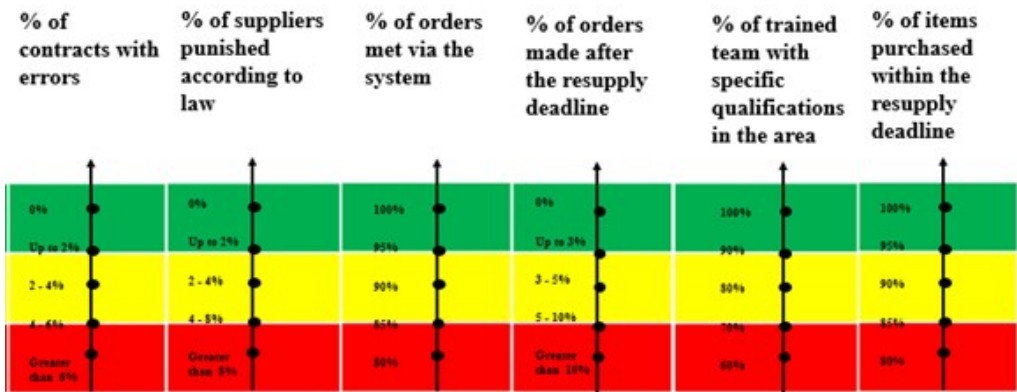 % of
contracts with
errors
% of suppliers
punished
according to
law
% of orders
met via the
system
% of orders
made after
the resupply
deadline
% of trained
team with
specific
qualifications
in the area
% of items
purchased
within the
resupply
deadline
0%
Up to 2%
2 - 4%
4 - 6%
Greater
than 6%
0%
Up to 2%
2 - 4%
4 - 8%
Greater
than 8%
100%
95%
90%
85%
80%
0%
Up to 3%
3 - 5%
5 - 10%
Greater
than 10%
100%
90%
80%
70%
60%
100%
95%
90%
85%
80%